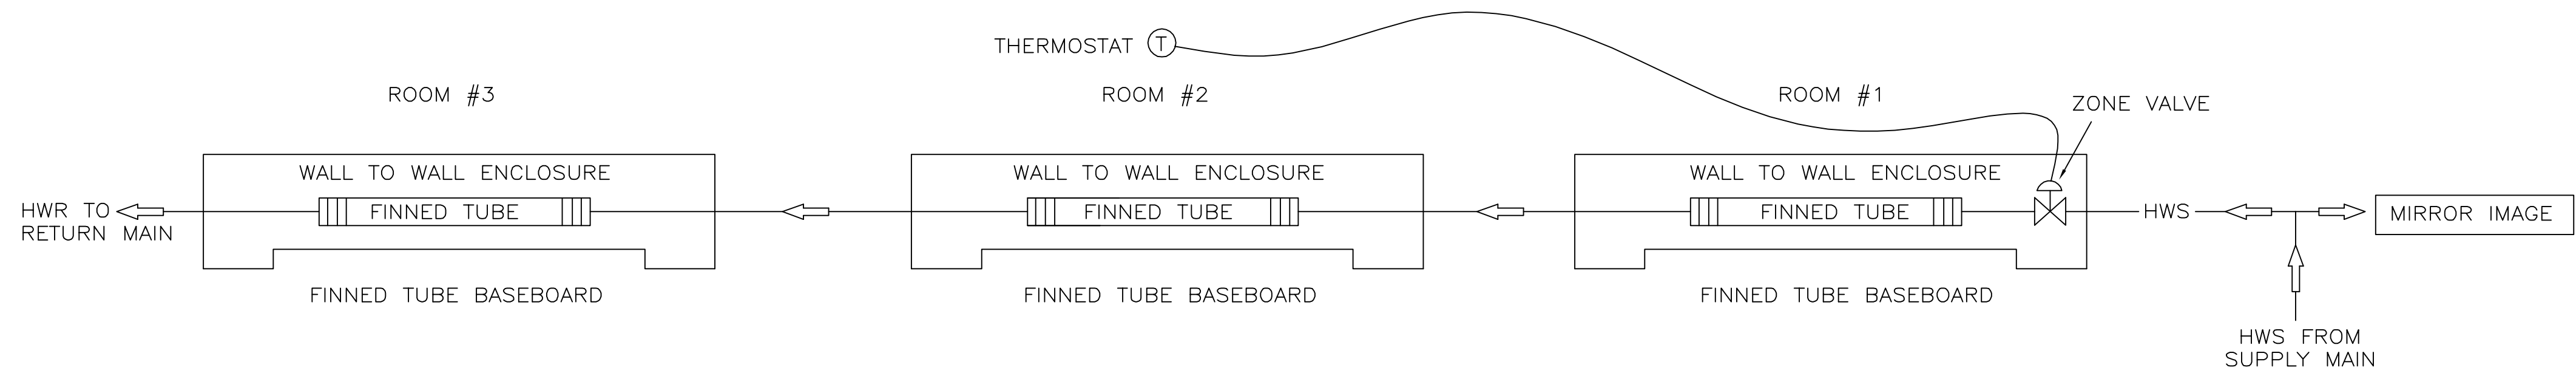 THERMOSTAT T
ROOM #3
ROOM #2
ROOM #1
ZONE VALVE
WALL TO WALL ENCLOSURE
WALL TO WALL ENCLOSURE
WALL TO WALL ENCLOSURE
HWR TO
RETURN MAIN
FINNED TUBE
FINNED TUBE
FINNED TUBE
HWS
MIRROR IMAGE
FINNED TUBE BASEBOARD
FINNED TUBE BASEBOARD
FINNED TUBE BASEBOARD
HWS FROM
SUPPLY MAIN